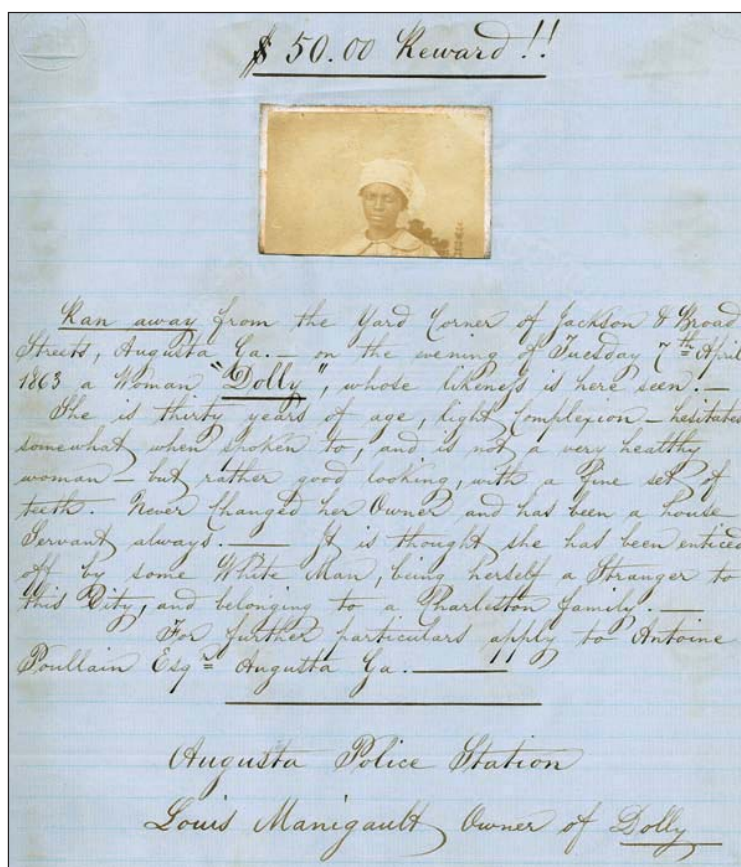 $ 50.00 Reward!!
Ran away from the Yard Corner of Jackson & Broad
Streets, Augusta Ga. – on the evening of Tuesday 7th April
1863 a Woman "Dolly", whose likeness is here seen. –
She is thirty years of age, light Complexion – hesitates
somewhat when spoken to, and is not a very healthy
woman – but rather good looking, with a fine set of
teeth. Never Changed her Owner and has been a house
Servant always. — It is thought she has been enticed
off by some White Man, being herself a Stranger to
this City, and belonging to a Charleston family. —
For further particulars apply to Antoine
Poullain Esqr Augusta Ga. —
Augusta Police Station
Louis Manigault Owner of Dolly